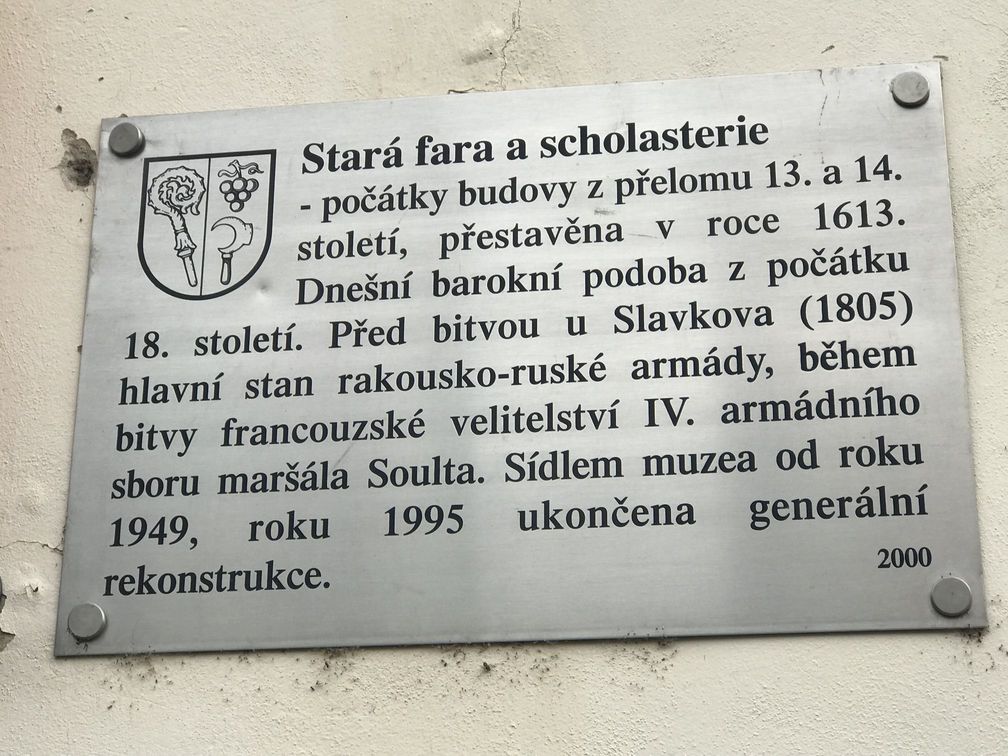 Stará fara a scholasterie
- počátky budovy z přelomu 13. a 14.
století, přestavěna v roce 1613.
Dnešní barokní podoba z počátku
18. století. Před bitvou u Slavkova (1805)
hlavní stan rakousko-ruské armády, během
bitvy francouzské velitelství IV. armádního
sboru maršála Soulta. Sídlem muzea od roku
1949, roku 1995 ukončena generální
rekonstrukce.
2000